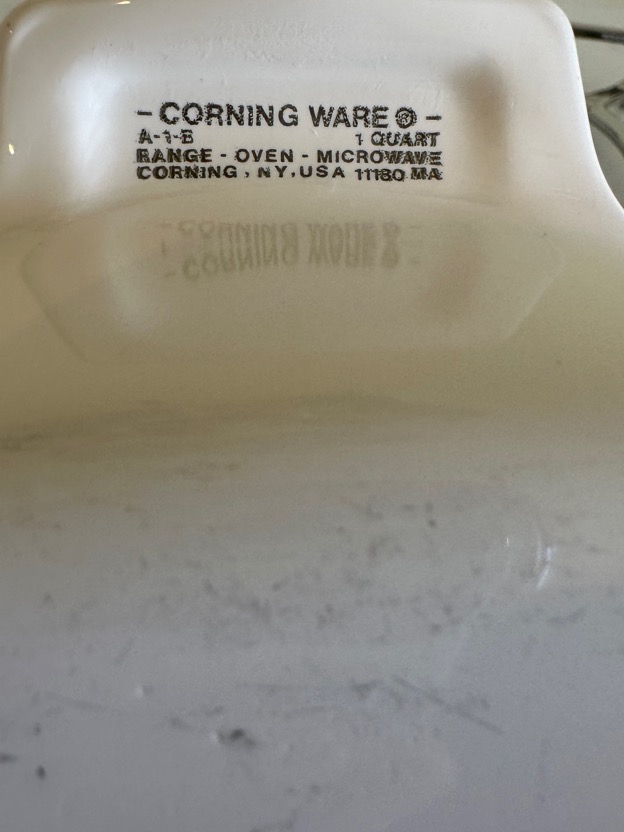 - CORNING WARE ® -
A-1-B 1 QUART
RANGE - OVEN - MICROWAVE
CORNING, NY, USA 11180 MA